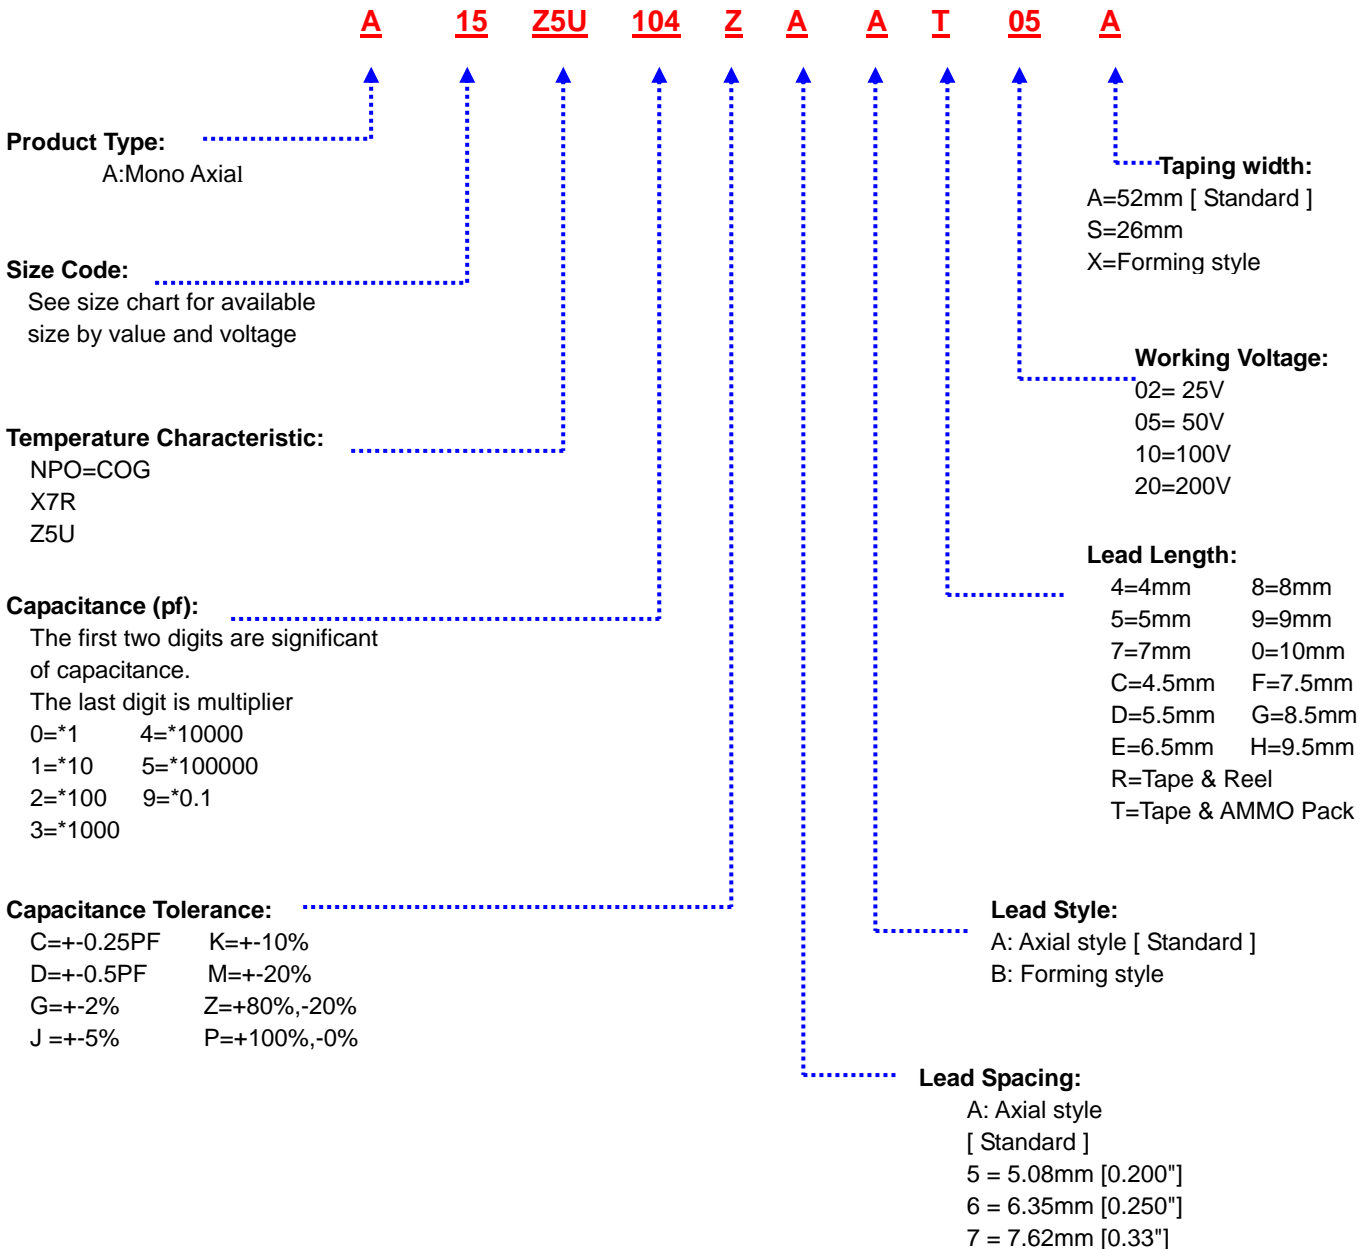 A 15 Z5U 104 Z A A T 05 A
Product Type:
A:Mono Axial
Size Code:
See size chart for available
size by value and voltage
Temperature Characteristic:
NPO=COG
X7R
Z5U
Capacitance (pf):
The first two digits are significant
of capacitance.
The last digit is multiplier
0=*1 4=*10000
1=*10 5=*100000
2=*100 9=*0.1
3=*1000
Capacitance Tolerance:
C=+-0.25PF K=+-10%
D=+-0.5PF M=+-20%
G=+-2% Z=+80%,-20%
J =+-5% P=+100%,-0%
Taping width:
A=52mm [ Standard ]
S=26mm
X=Forming style
Working Voltage:
02= 25V
05= 50V
10=100V
20=200V
Lead Length:
4=4mm 8=8mm
5=5mm 9=9mm
7=7mm 0=10mm
C=4.5mm F=7.5mm
D=5.5mm G=8.5mm
E=6.5mm H=9.5mm
R=Tape & Reel
T=Tape & AMMO Pack
Lead Style:
A: Axial style [ Standard ]
B: Forming style
Lead Spacing:
A: Axial style
[ Standard ]
5 = 5.08mm [0.200"]
6 = 6.35mm [0.250"]
7 = 7.62mm [0.33"]